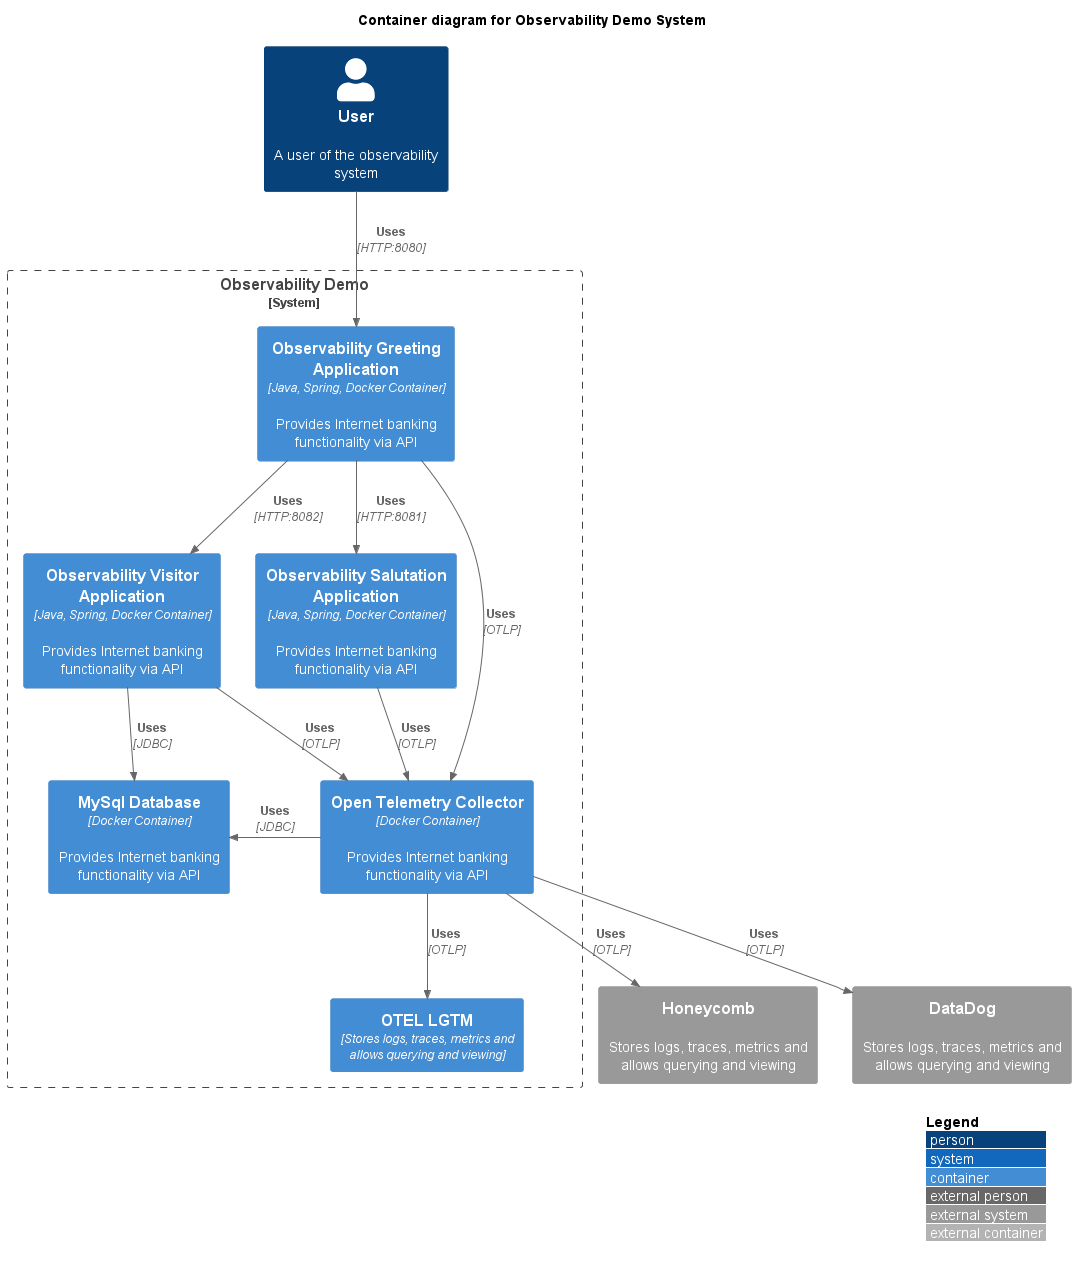 Container diagram for Observability Demo System
User
A user of the observability
system
Uses
[HTTP:8080]
Observability Demo
[System]
Observability Greeting
Application
[Java, Spring, Docker Container]
Provides Internet banking
functionality via API
Uses
[HTTP:8082]
Uses
[HTTP:8081]
Observability Visitor
Application
[Java, Spring, Docker Container]
Provides Internet banking
functionality via API
Observability Salutation
Application
[Java, Spring, Docker Container]
Provides Internet banking
functionality via API
Uses
[OTLP]
Uses
[JDBC]
Uses
[OTLP]
Uses
[OTLP]
MySql Database
[Docker Container]
Provides Internet banking
functionality via API
Uses
[JDBC]
Open Telemetry Collector
[Docker Container]
Provides Internet banking
functionality via API
Uses
[OTLP]
Uses
[OTLP]
Uses
[OTLP]
OTEL LGTM
[Stores logs, traces, metrics and
allows querying and viewing]
Honeycomb
Stores logs, traces, metrics and
allows querying and viewing
DataDog
Stores logs, traces, metrics and
allows querying and viewing
Legend
person
system
container
external person
external system
external container